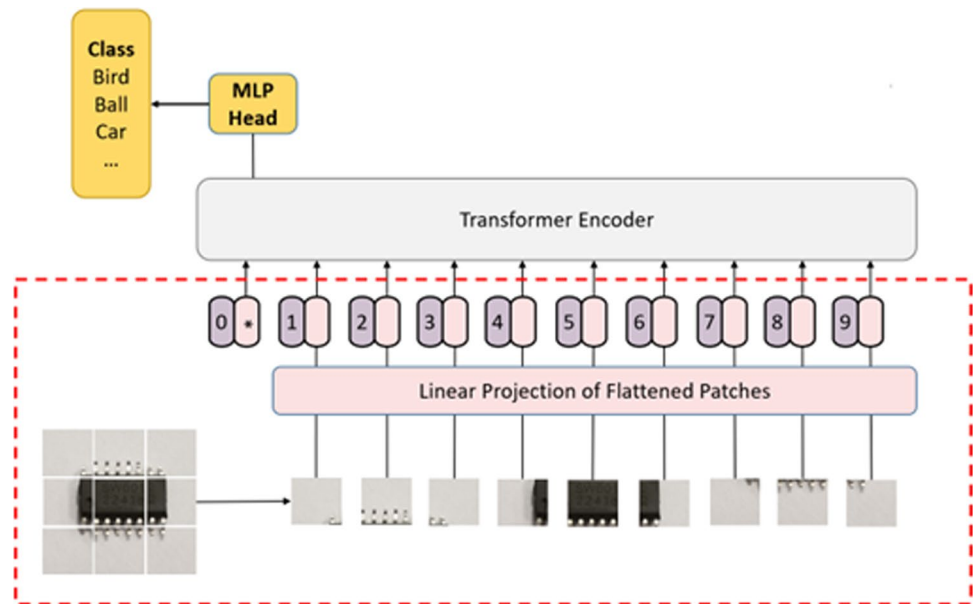 Class
Bird
Ball
Car
...
MLP
Head
Transformer Encoder
0 * 1 2 3 4 5 6 7 8 9
Linear Projection of Flattened Patches